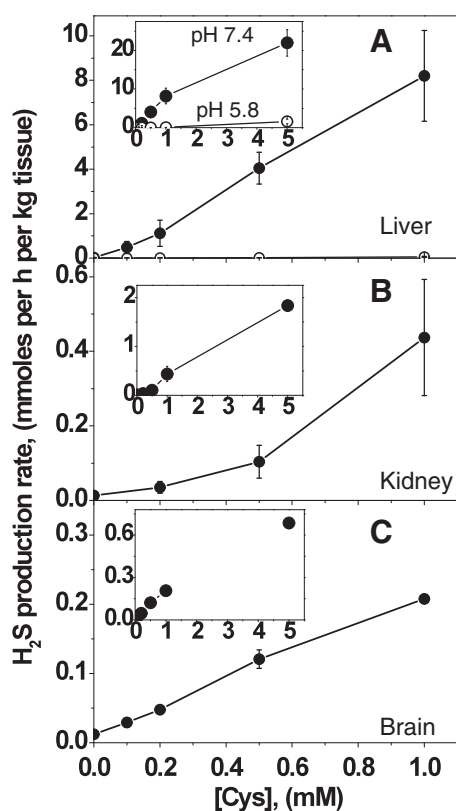 H₂S production rate, (mmoles per h per kg tissue)
10
8
6
4
2
0
A
20
10
0
pH 7.4
pH 5.8
0 1 2 3 4 5
Liver
0.6
0.4
0.2
0.0
B
2
1
0
0 1 2 3 4 5
Kidney
0.3
0.2
0.1
0.0
C
0.6
0.3
0.0
0 1 2 3 4 5
Brain
0.0 0.2 0.4 0.6 0.8 1.0
[Cys], (mM)